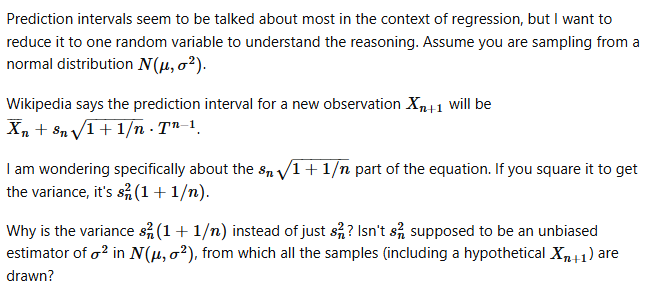 Prediction intervals seem to be talked about most in the context of regression, but I want to
reduce it to one random variable to understand the reasoning. Assume you are sampling from a
normal distribution N(μ, σ²).
Wikipedia says the prediction interval for a new observation Xₙ₊₁ will be
X̅ₙ + sₙ√(1 + 1/n) · Tⁿ⁻¹.
I am wondering specifically about the sₙ√(1 + 1/n) part of the equation. If you square it to get
the variance, it's sₙ²(1 + 1/n).
Why is the variance sₙ²(1 + 1/n) instead of just sₙ²? Isn't sₙ² supposed to be an unbiased
estimator of σ² in N(μ, σ²), from which all the samples (including a hypothetical Xₙ₊₁) are
drawn?